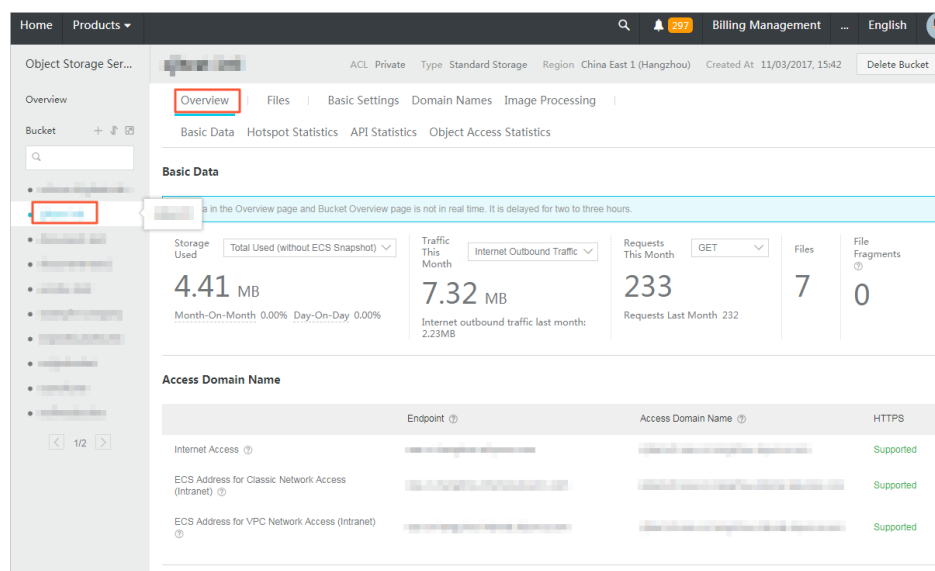 Home Products 297 Billing Management ... English
Object Storage Ser...
ACL Private Type Standard Storage Region China East 1 (Hangzhou) Created At 11/03/2017, 15:42 Delete Bucket
Overview
Bucket
1/2
Overview Files Basic Settings Domain Names Image Processing
Basic Data Hotspot Statistics API Statistics Object Access Statistics
Basic Data
in the Overview page and Bucket Overview page is not in real time. It is delayed for two to three hours.
Storage Used Total Used (without ECS Snapshot)
4.41 MB
Month-On-Month 0.00% Day-On-Day 0.00%
Traffic This Month Internet Outbound Traffic
7.32 MB
Internet outbound traffic last month:
2.23MB
Requests This Month GET
233
Requests Last Month 232
Files
7
File Fragments
0
Access Domain Name
Endpoint Access Domain Name HTTPS
Internet Access Supported
ECS Address for Classic Network Access
(Intranet) Supported
ECS Address for VPC Network Access (Intranet) Supported